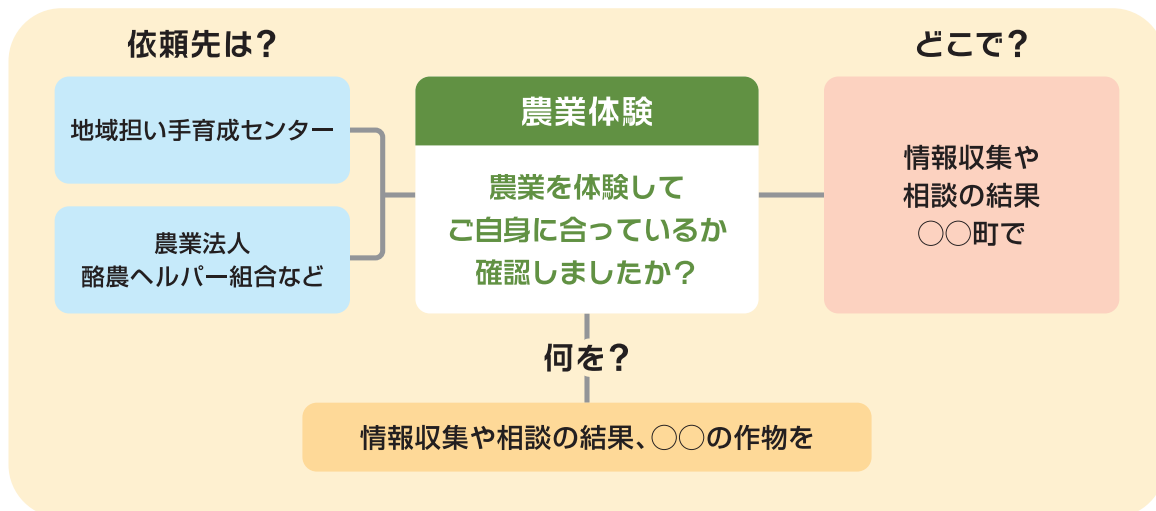 依頼先は？
地域担い手育成センター
農業法人
酪農ヘルパー組合など
農業体験
農業を体験して
ご自身に合っているか
確認しましたか？
どこで？
情報収集や
相談の結果
○○町で
何を？
情報収集や相談の結果、○○の作物を